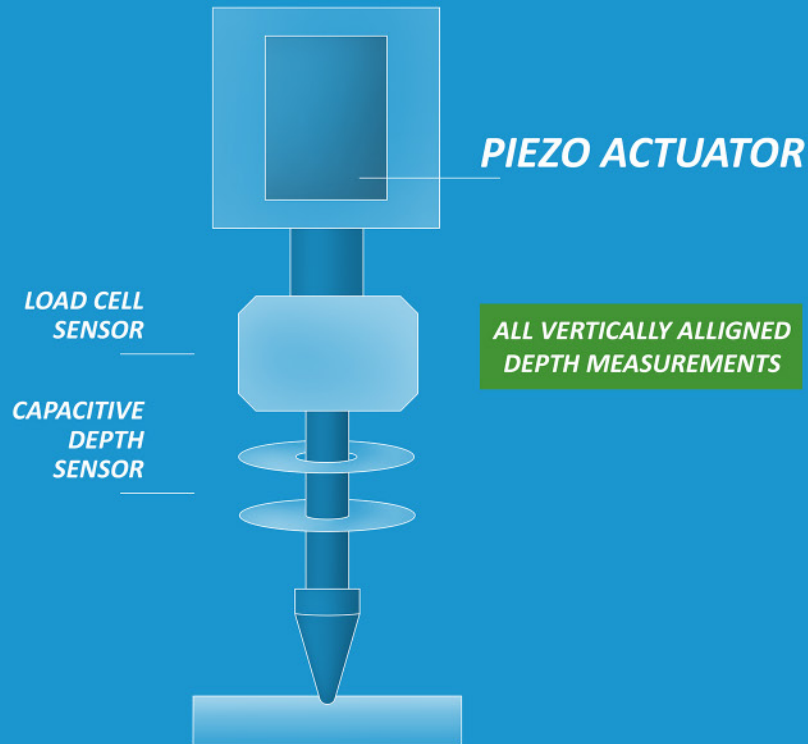 PIEZO ACTUATOR
LOAD CELL
SENSOR
ALL VERTICALLY ALLIGNED
DEPTH MEASUREMENTS
CAPACITIVE
DEPTH
SENSOR